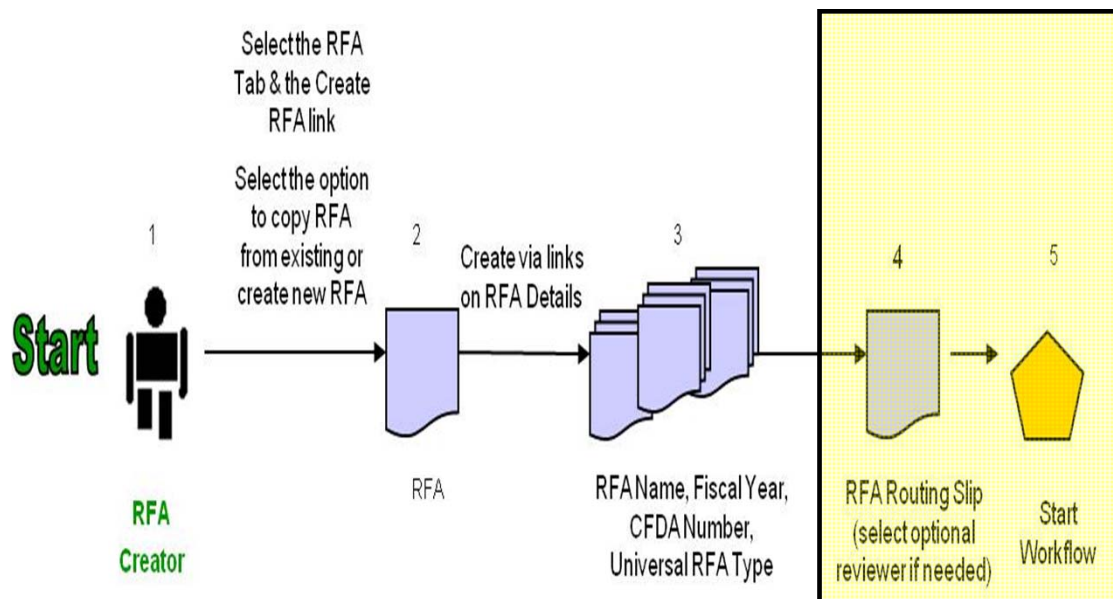 Select the RFA
Tab & the Create
RFA link
Select the option
to copy RFA
from existing or
create new RFA
1
2
Create via links
on RFA Details
3
4
5
Start
RFA
Creator
RFA
RFA Name, Fiscal Year,
CFDA Number,
Universal RFA Type
RFA Routing Slip
(select optional
reviewer if needed)
Start
Workflow